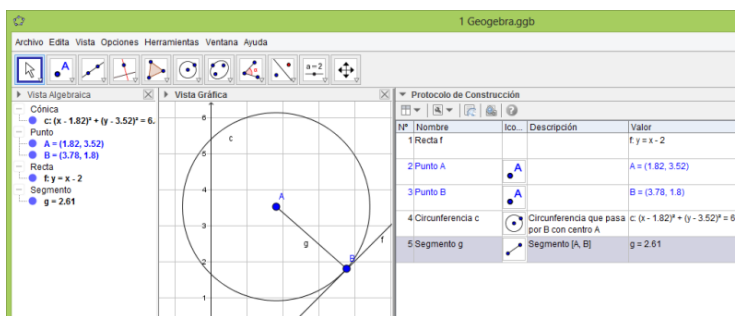 1 Geogebra.ggb
Archivo Edita Vista Opciones Herramientas Ventana Ayuda
A
a=2
Vista Algebraica
Cónica
c: (x - 1.82)² + (y - 3.52)² = 6.
Punto
A = (1.82, 3.52)
B = (3.78, 1.8)
Recta
f: y = x - 2
Segmento
g = 2.61
Vista Gráfica
6
5
4
3
2
1
c
A
g
B
f
Protocolo de Construcción
Nº Nombre Ico... Descripción Valor
1 Recta f f: y = x - 2
2 Punto A A A = (1.82, 3.52)
3 Punto B A B = (3.78, 1.8)
4 Circunferencia c Circunferencia que pasa c: (x - 1.82)² + (y - 3.52)² = 6
por B con centro A
5 Segmento g Segmento [A, B] g = 2.61